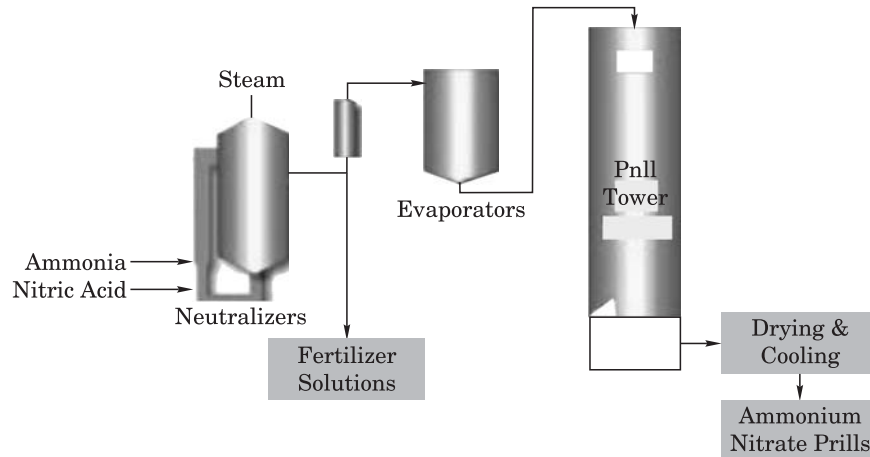 Steam
Pnll
Tower
Evaporators
Ammonia
Nitric Acid
Neutralizers
Fertilizer
Solutions
Drying &
Cooling
Ammonium
Nitrate Prills